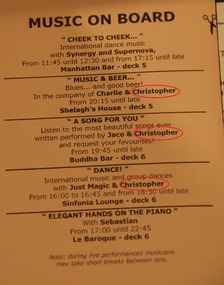 MUSIC ON BOARD
" CHEEK TO CHEEK... "
International dance music
with Synergy and Supernova,
From 11:45 until 12:30 and from 17:15 until late
Manhattan Bar - deck 5
" MUSIC & BEER... "
Blues... and good beer!
In the company of Charlie & Christopher
From 20:15 until late
Shelagh's House - deck 5
" A SONG FOR YOU "
Listen to the most beautiful songs ever
written performed by Jaco & Christopher
and request your favourites!
From 19:45 until late
Buddha Bar - deck 6
" DANCE! "
International music and group dances
with Just Magic & Christopher
From 16:00 to 16:45 and from 18:30 until late
Sinfonia Lounge - deck 6
" ELEGANT HANDS ON THE PIANO "
With Sebastian
From 17:00 until 22:45
Le Baroque - deck 6
Note: during live performances musicians
may take short breaks between sets.